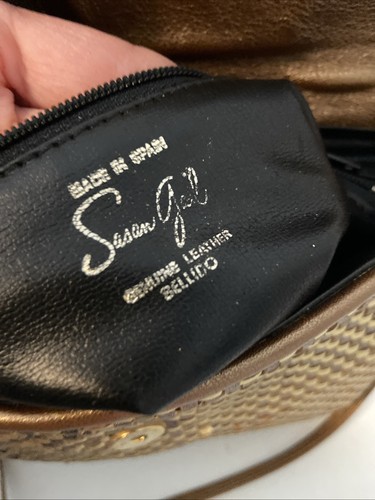 MADE IN SPAIN
Susan Gail
GENUINE LEATHER
BELLIDO